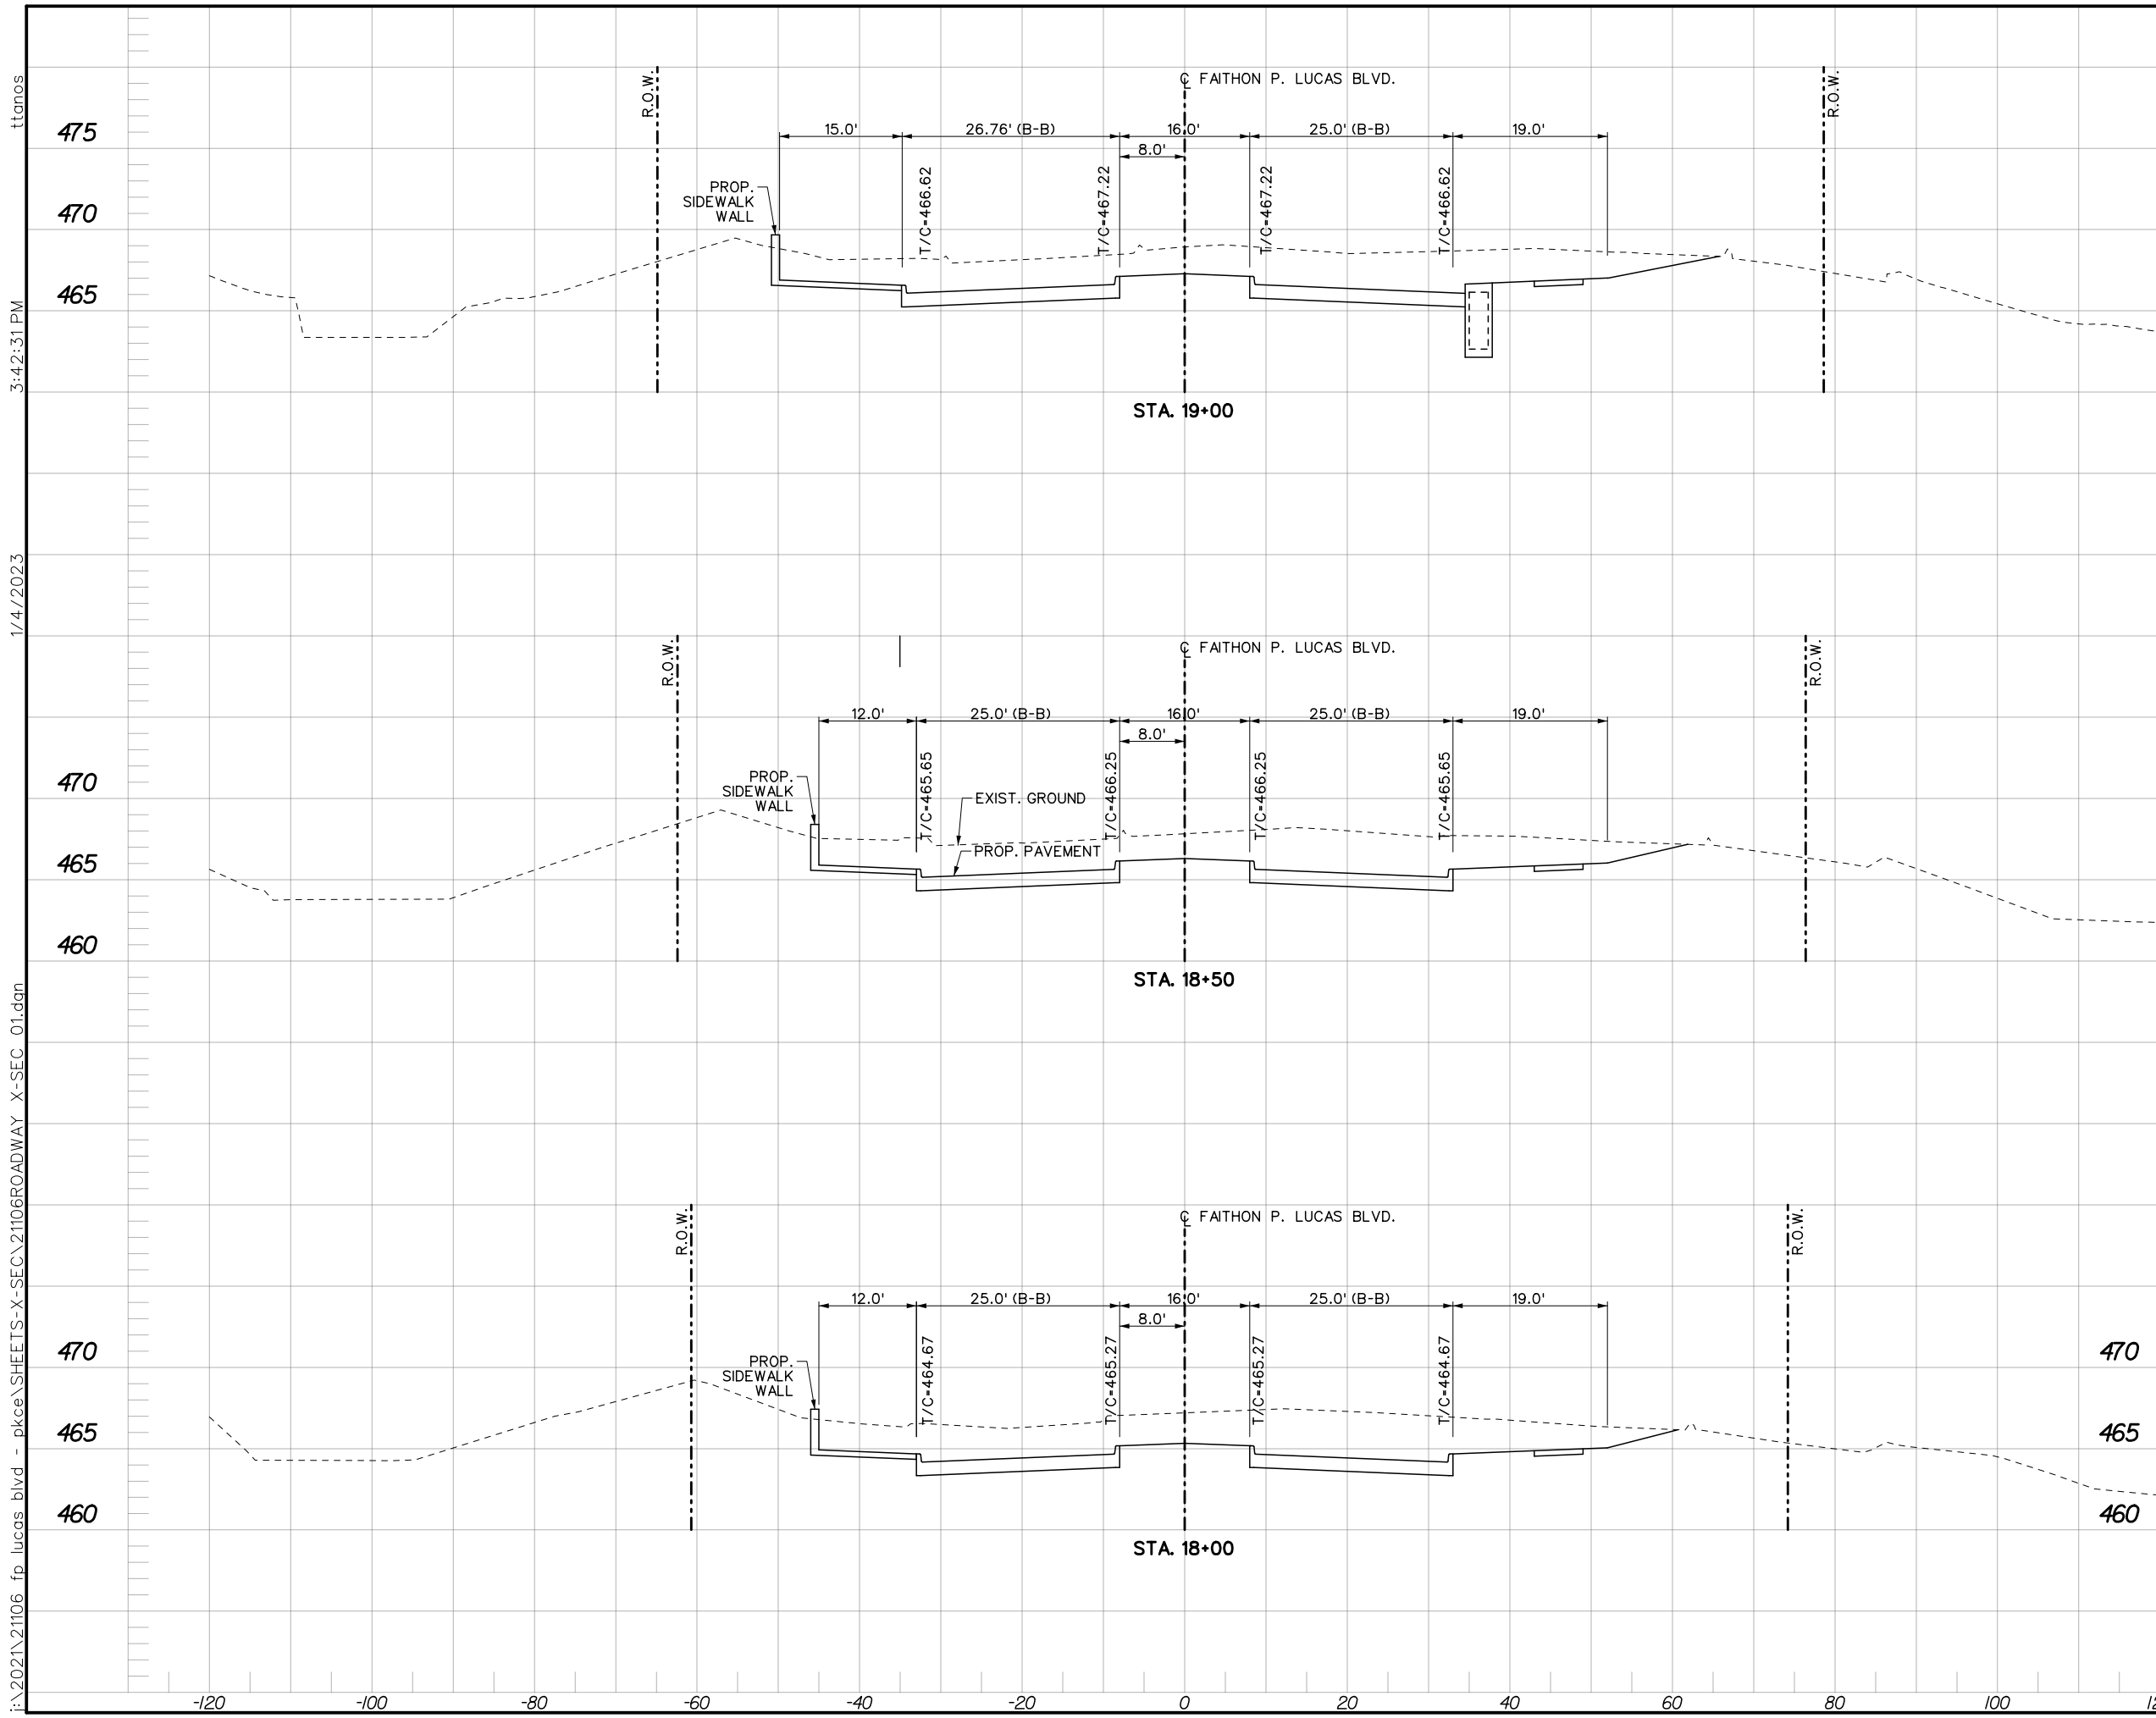 ℄ FAITHON P. LUCAS BLVD.
R.O.W.
R.O.W.
475
15.0'
26.76' (B-B)
16.0'
25.0' (B-B)
19.0'
8.0'
T/C=466.62
T/C=467.22
T/C=467.22
T/C=466.62
PROP.
SIDEWALK
WALL
470
465
STA. 19+00
℄ FAITHON P. LUCAS BLVD.
R.O.W.
R.O.W.
12.0'
25.0' (B-B)
16.0'
25.0' (B-B)
19.0'
8.0'
T/C=465.65
T/C=466.25
T/C=466.25
T/C=465.65
470
PROP.
SIDEWALK
WALL
EXIST. GROUND
PROP. PAVEMENT
465
460
STA. 18+50
℄ FAITHON P. LUCAS BLVD.
R.O.W.
R.O.W.
12.0'
25.0' (B-B)
16.0'
25.0' (B-B)
19.0'
8.0'
T/C=464.67
T/C=465.27
T/C=465.27
T/C=464.67
470
470
PROP.
SIDEWALK
WALL
465
465
460
460
STA. 18+00
-120 -100 -80 -60 -40 -20 0 20 40 60 80 100
j:\2021\21106 fp lucas blvd - pkce\SHEETS-X-SEC\21106ROADWAY X-SEC 01.dgn 1/4/2023 3:42:31 PM ttanos